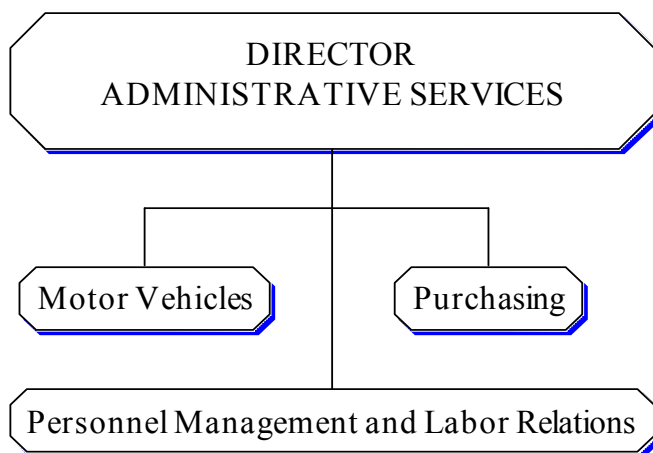 DIRECTOR
ADMINISTRATIVE SERVICES
Motor Vehicles
Purchasing
Personnel Management and Labor Relations